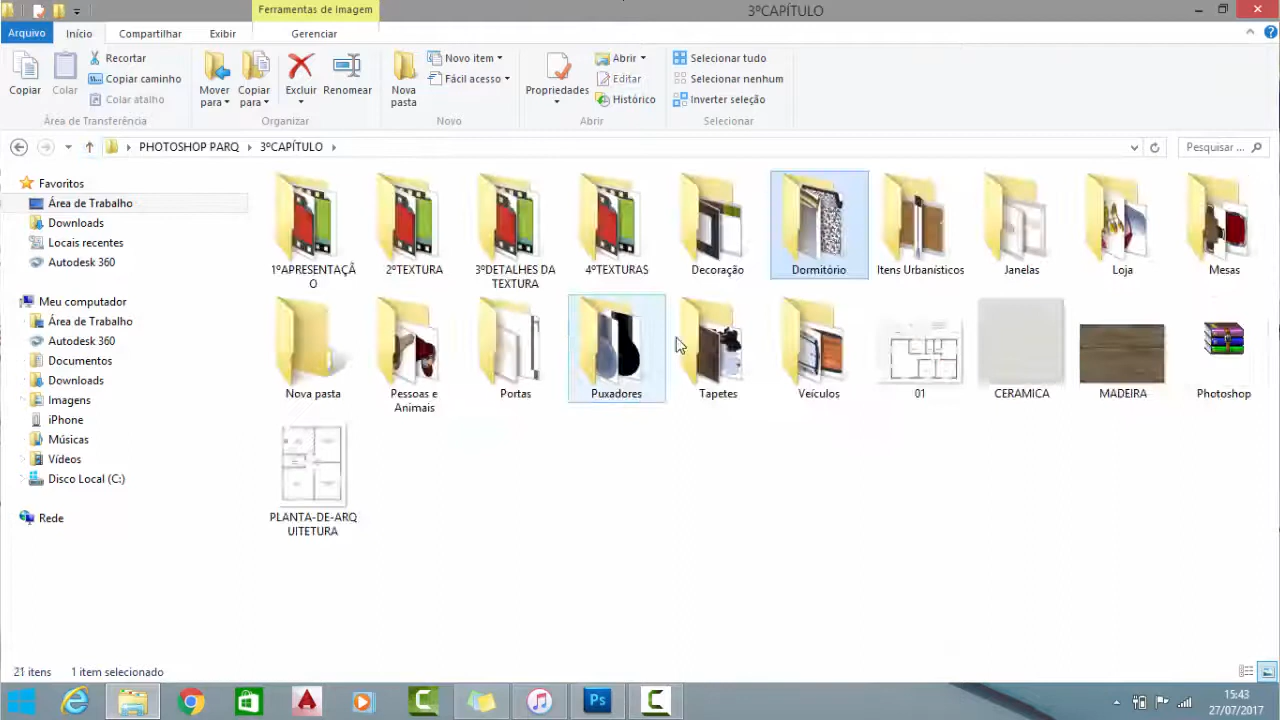 Ferramentas de Imagem
3ºCAPÍTULO
Arquivo Início Compartilhar Exibir Gerenciar
Copiar
Colar
Recortar
Copiar caminho
Colar atalho
Área de Transferência
Mover para
Copiar para
Excluir
Renomear
Organizar
Nova pasta
Novo item
Fácil acesso
Novo
Propriedades
Abrir
Editar
Histórico
Abrir
Selecionar tudo
Selecionar nenhum
Inverter seleção
Selecionar
PHOTOSHOP PARQ 3ºCAPÍTULO
Pesquisar ...
Favoritos
Área de Trabalho
Downloads
Locais recentes
Autodesk 360
Meu computador
Área de Trabalho
Autodesk 360
Documentos
Downloads
Imagens
iPhone
Músicas
Vídeos
Disco Local (C:)
Rede
1ºAPRESENTAÇÃ
O
2ºTEXTURA
3ºDETALHES DA
TEXTURA
4ºTEXTURAS
Decoração
Dormitório
Itens Urbanísticos
Janelas
Loja
Mesas
Nova pasta
Pessoas e
Animais
Portas
Puxadores
Tapetes
Veículos
01
CERAMICA
MADEIRA
Photoshop
PLANTA-DE-ARQ
UITETURA
21 itens 1 item selecionado
Ps
15:43
27/07/2017